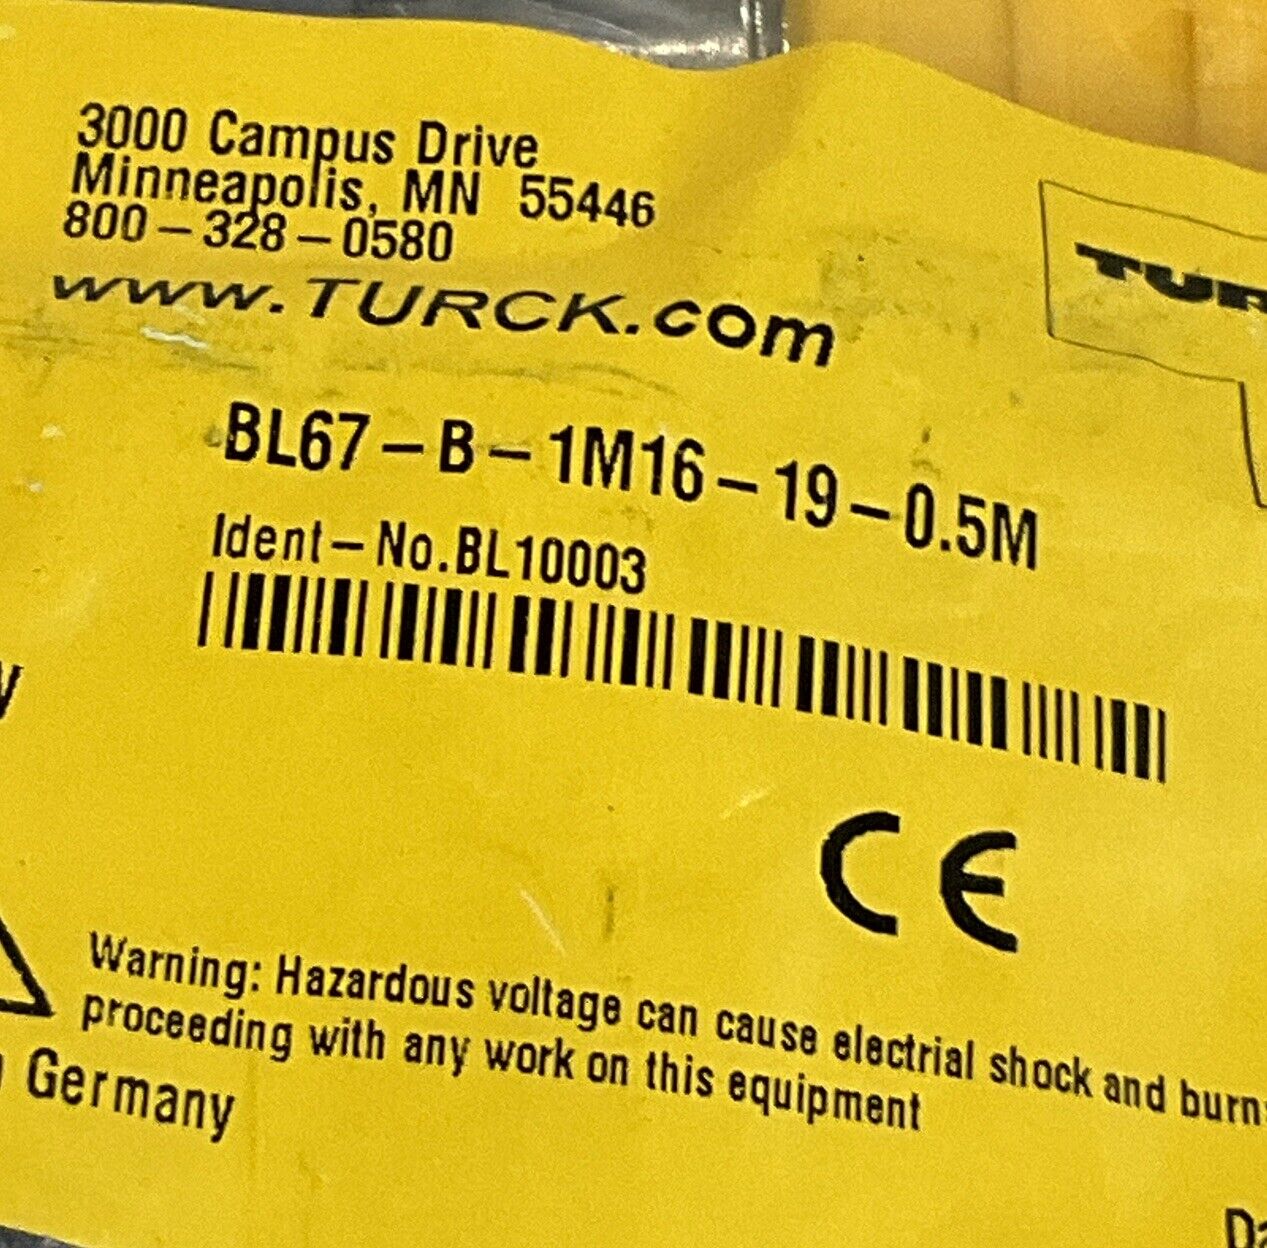 3000 Campus Drive
Minneapolis, MN 55446
800-328-0580
www.TURCK.com
BL67-B-1M16-19-0.5M
Ident-No.BL10003
CE
Warning: Hazardous voltage can cause electrial shock and
proceeding with any work on this equipment
Germany